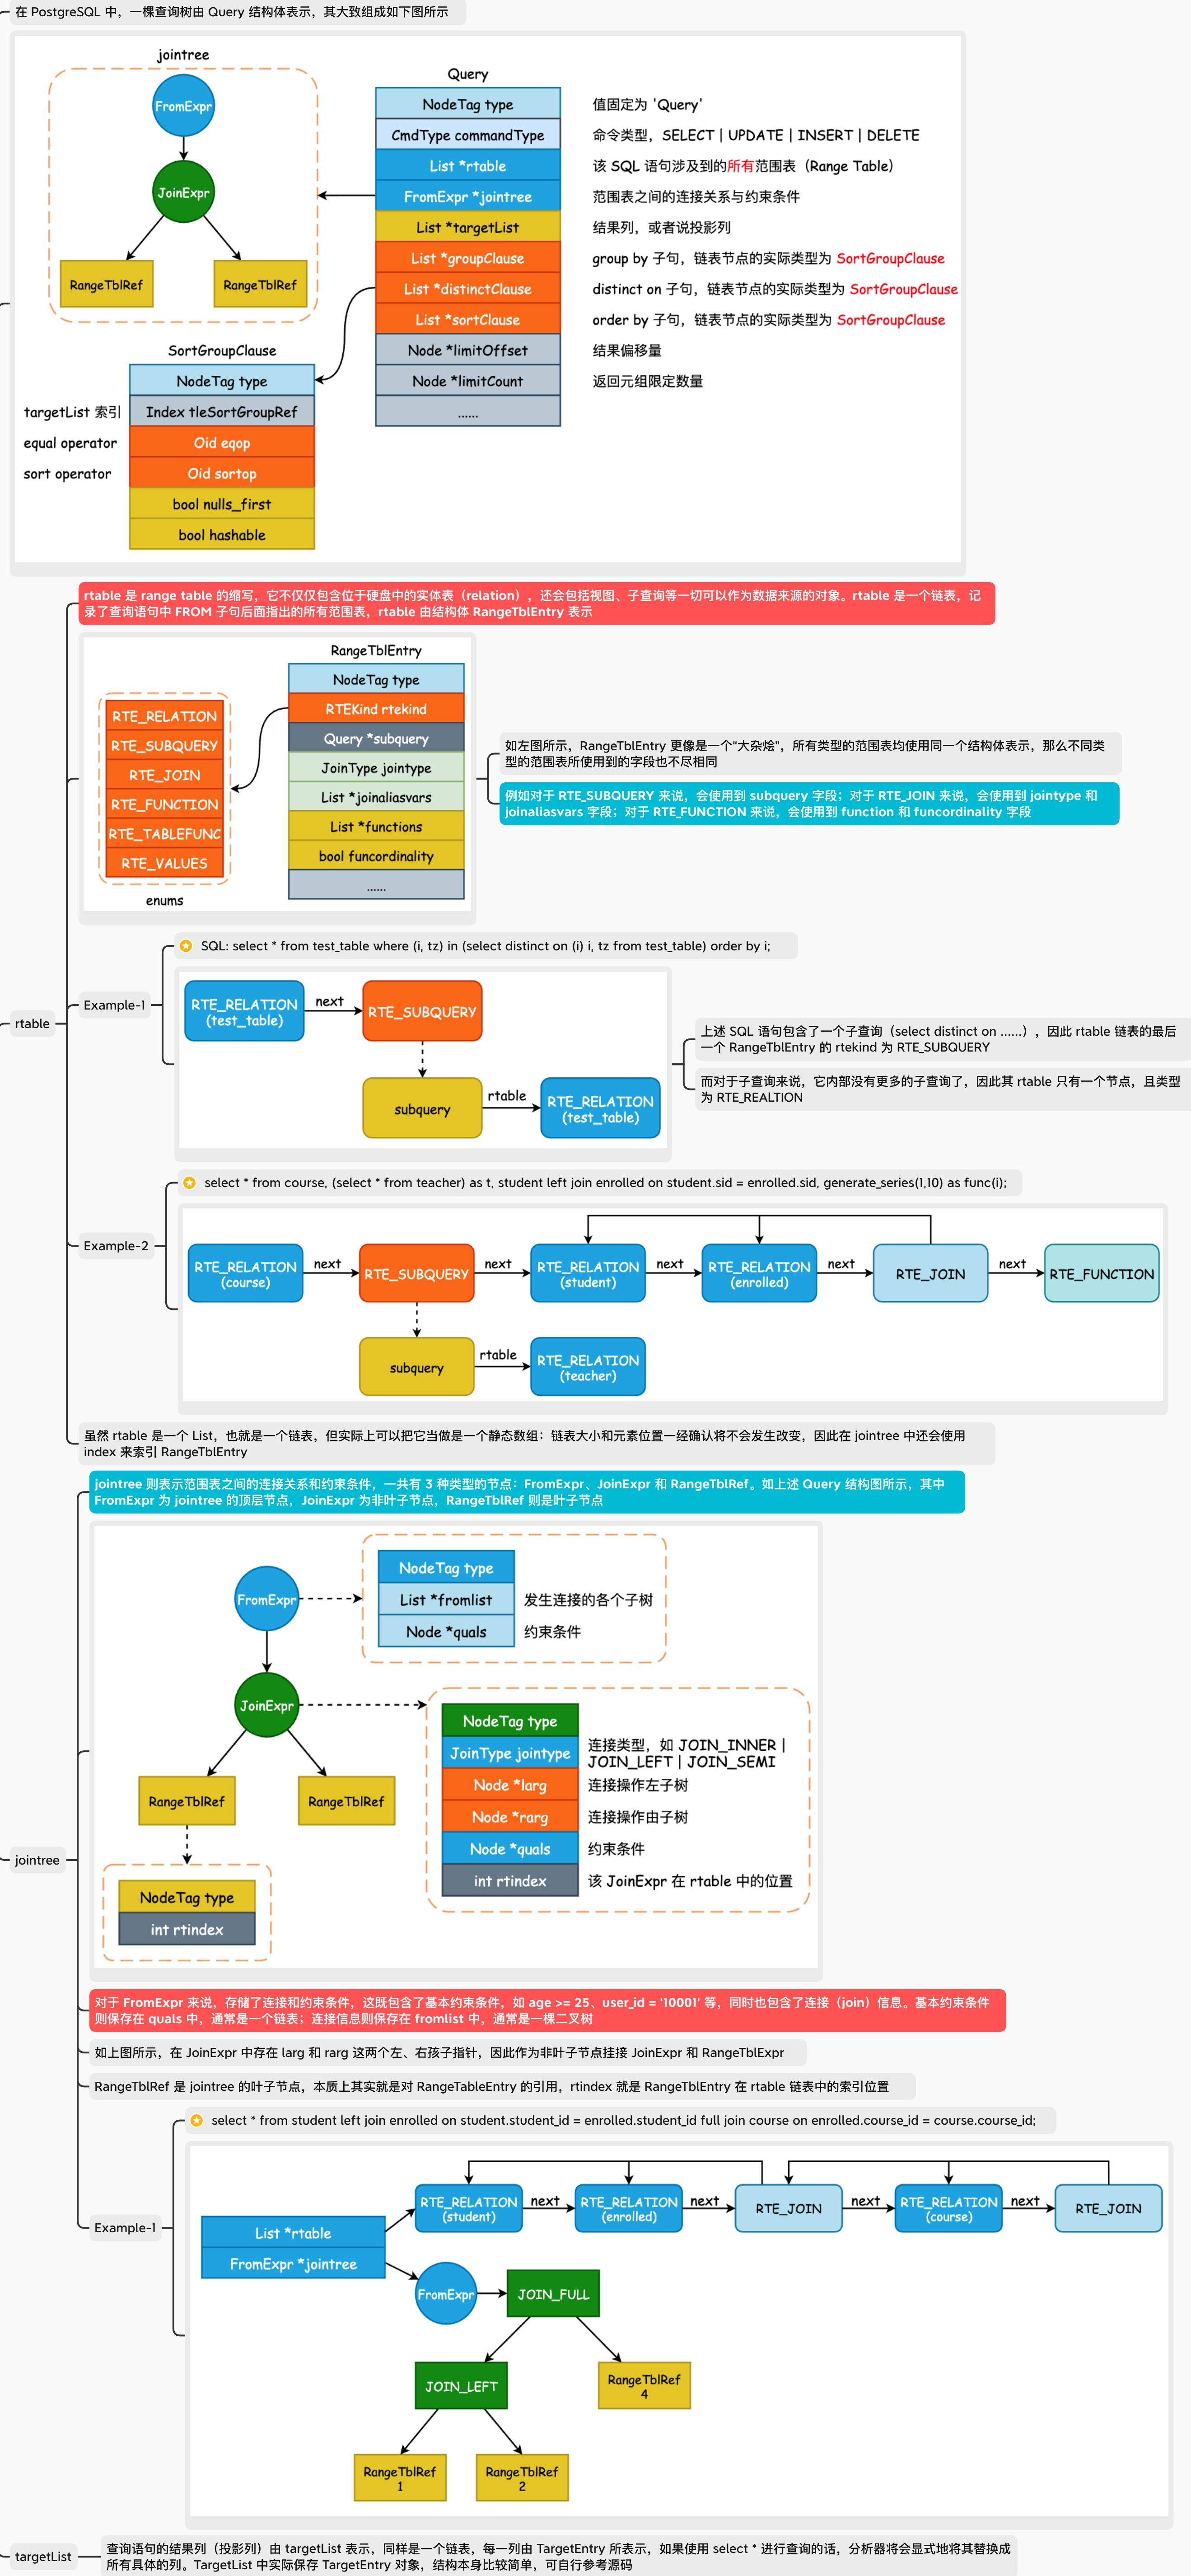 在 PostgreSQL 中，一棵查询树由 Query 结构体表示，其大致组成如下图所示
jointree
FromExpr
JoinExpr
RangeTblRef
RangeTblRef
Query
NodeTag type
值固定为 'Query'
CmdType commandType
命令类型，SELECT | UPDATE | INSERT | DELETE
List *rtable
该 SQL 语句涉及到的所有范围表（Range Table）
FromExpr *jointree
范围表之间的连接关系与约束条件
List *targetList
结果列，或者说投影列
List *groupClause
group by 子句，链表节点的实际类型为 SortGroupClause
List *distinctClause
distinct on 子句，链表节点的实际类型为 SortGroupClause
List *sortClause
order by 子句，链表节点的实际类型为 SortGroupClause
Node *limitOffset
结果偏移量
Node *limitCount
返回元组限定数量
......
SortGroupClause
NodeTag type
targetList 索引
Index tleSortGroupRef
equal operator
Oid eqop
sort operator
Oid sortop
bool nulls_first
bool hashable
rtable
rtable 是 range table 的缩写，它不仅仅包含位于硬盘中的实体表（relation），还会包括视图、子查询等一切可以作为数据来源的对象。rtable 是一个链表，记
录了查询语句中 FROM 子句后面指出的所有范围表，rtable 由结构体 RangeTblEntry 表示
RangeTblEntry
NodeTag type
RTEKind rtekind
Query *subquery
JoinType jointype
List *joinaliasvars
List *functions
bool funcordinality
......
RTE_RELATION
RTE_SUBQUERY
RTE_JOIN
RTE_FUNCTION
RTE_TABLEFUNC
RTE_VALUES
enums
如左图所示，RangeTblEntry 更像是一个"大杂烩"，所有类型的范围表均使用同一个结构体表示，那么不同类
型的范围表所使用到的字段也不尽相同
例如对于 RTE_SUBQUERY 来说，会使用到 subquery 字段；对于 RTE_JOIN 来说，会使用到 jointype 和
joinaliasvars 字段；对于 RTE_FUNCTION 来说，会使用到 function 和 funcordinality 字段
Example-1
SQL: select * from test_table where (i, tz) in (select distinct on (i) i, tz from test_table) order by i;
RTE_RELATION
(test_table)
next
RTE_SUBQUERY
subquery
rtable
RTE_RELATION
(test_table)
上述 SQL 语句包含了一个子查询（select distinct on ......），因此 rtable 链表的最后
一个 RangeTblEntry 的 rtekind 为 RTE_SUBQUERY
而对于子查询来说，它内部没有更多的子查询了，因此其 rtable 只有一个节点，且类型
为 RTE_REALTION
Example-2
select * from course, (select * from teacher) as t, student left join enrolled on student.sid = enrolled.sid, generate_series(1,10) as func(i);
RTE_RELATION
(course)
next
RTE_SUBQUERY
next
RTE_RELATION
(student)
next
RTE_RELATION
(enrolled)
next
RTE_JOIN
next
RTE_FUNCTION
subquery
rtable
RTE_RELATION
(teacher)
虽然 rtable 是一个 List，也就是一个链表，但实际上可以把它当做是一个静态数组：链表大小和元素位置一经确认将不会发生改变，因此在 jointree 中还会使用
index 来索引 RangeTblEntry
jointree
jointree 则表示范围表之间的连接关系和约束条件，一共有 3 种类型的节点：FromExpr、JoinExpr 和 RangeTblRef。如上述 Query 结构图所示，其中
FromExpr 为 jointree 的顶层节点，JoinExpr 为非叶子节点，RangeTblRef 则是叶子节点
FromExpr
NodeTag type
List *fromlist
发生连接的各个子树
Node *quals
约束条件
JoinExpr
NodeTag type
JoinType jointype
连接类型，如 JOIN_INNER |
JOIN_LEFT | JOIN_SEMI
Node *larg
连接操作左子树
Node *rarg
连接操作由子树
Node *quals
约束条件
int rtindex
该 JoinExpr 在 rtable 中的位置
RangeTblRef
RangeTblRef
NodeTag type
int rtindex
对于 FromExpr 来说，存储了连接和约束条件，这既包含了基本约束条件，如 age >= 25、user_id = '10001' 等，同时也包含了连接（join）信息。基本约束条件
则保存在 quals 中，通常是一个链表；连接信息则保存在 fromlist 中，通常是一棵二叉树
如上图所示，在 JoinExpr 中存在 larg 和 rarg 这两个左、右孩子指针，因此作为非叶子节点挂接 JoinExpr 和 RangeTblExpr
RangeTblRef 是 jointree 的叶子节点，本质上其实就是对 RangeTableEntry 的引用，rtindex 就是 RangeTblEntry 在 rtable 链表中的索引位置
Example-1
select * from student left join enrolled on student.student_id = enrolled.student_id full join course on enrolled.course_id = course.course_id;
List *rtable
FromExpr *jointree
RTE_RELATION
(student)
next
RTE_RELATION
(enrolled)
next
RTE_JOIN
next
RTE_RELATION
(course)
next
RTE_JOIN
FromExpr
JOIN_FULL
JOIN_LEFT
RangeTblRef
4
RangeTblRef
1
RangeTblRef
2
targetList
查询语句的结果列（投影列）由 targetList 表示，同样是一个链表，每一列由 TargetEntry 所表示，如果使用 select * 进行查询的话，分析器将会显式地将其替换成
所有具体的列。TargetList 中实际保存 TargetEntry 对象，结构本身比较简单，可自行参考源码